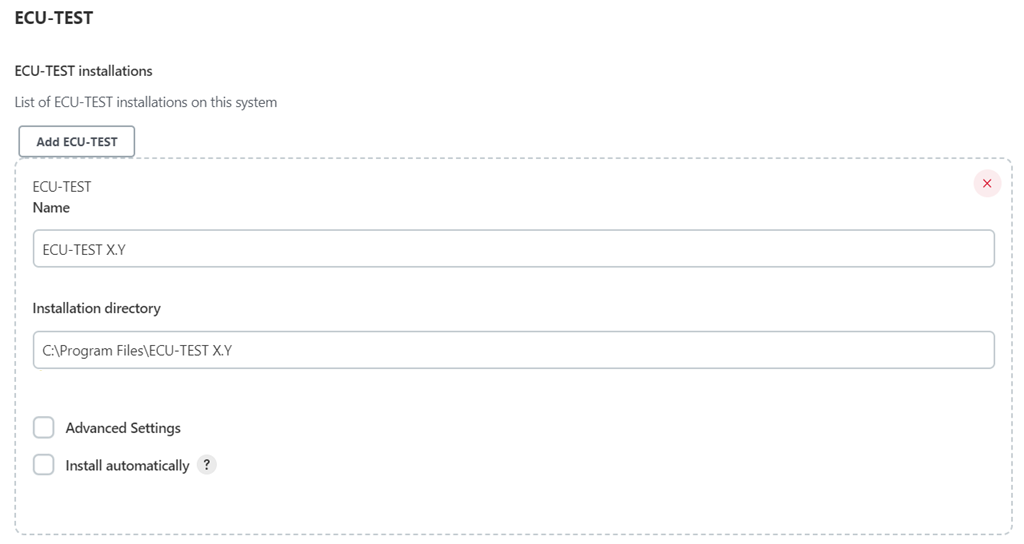 ECU-TEST
ECU-TEST installations
List of ECU-TEST installations on this system
Add ECU-TEST
ECU-TEST
Name
ECU-TEST X.Y
Installation directory
C:\Program Files\ECU-TEST X.Y
Advanced Settings
Install automatically ?